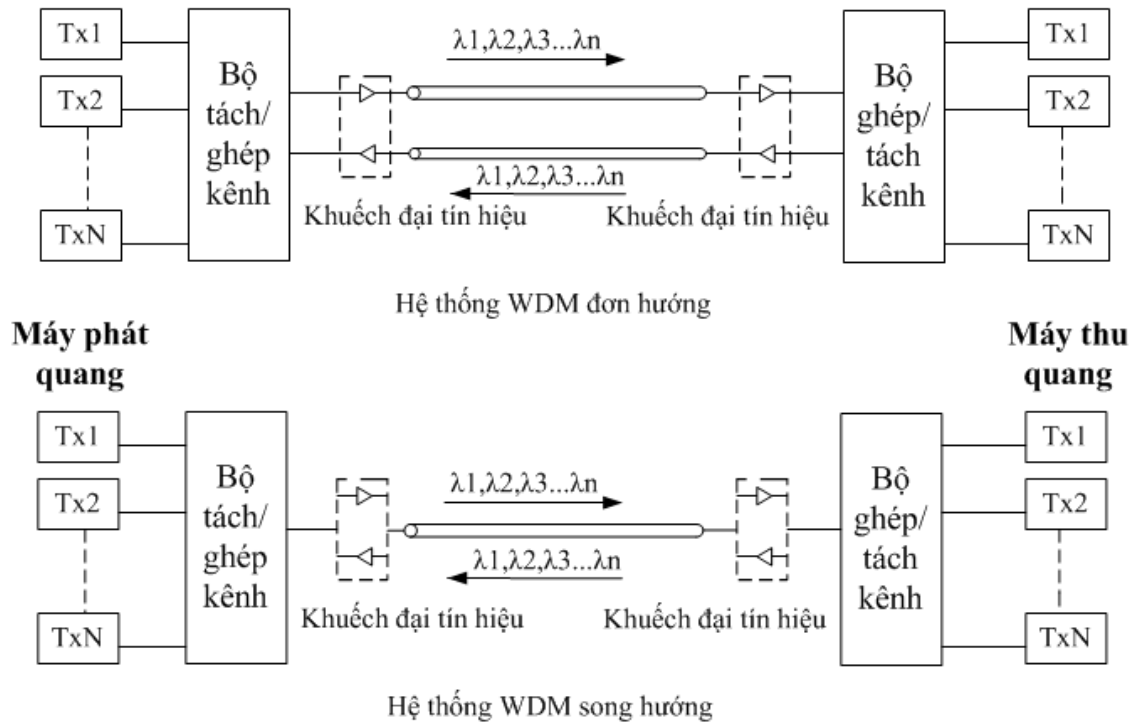 Tx1
Tx2
TxN
Bộ
tách/
ghép
kênh
λ1,λ2,λ3...λn
λ1,λ2,λ3...λn
Khuếch đại tín hiệu
Khuếch đại tín hiệu
Bộ
ghép/
tách
kênh
Tx1
Tx2
TxN
Hệ thống WDM đơn hướng
Máy phát
quang
Máy thu
quang
Tx1
Tx2
TxN
Bộ
tách/
ghép
kênh
λ1,λ2,λ3...λn
λ1,λ2,λ3...λn
Khuếch đại tín hiệu
Khuếch đại tín hiệu
Bộ
ghép/
tách
kênh
Tx1
Tx2
TxN
Hệ thống WDM song hướng